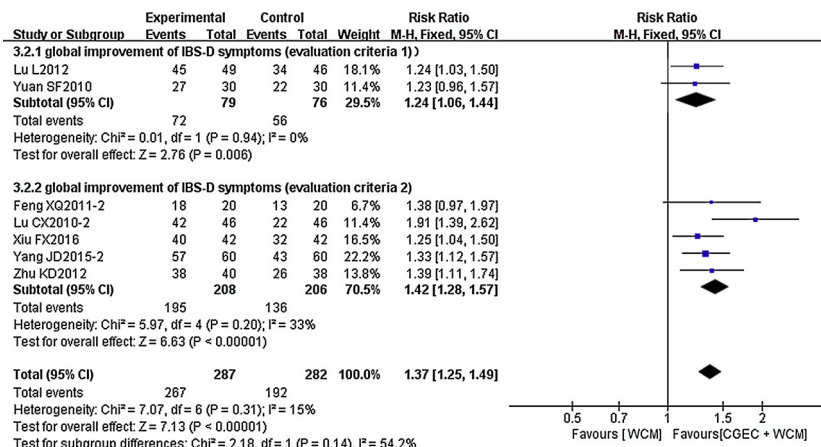 Experimental Control Risk Ratio Risk Ratio
Study or Subgroup Events Total Events Total Weight M-H, Fixed, 95% CI M-H, Fixed, 95% CI
3.2.1 global improvement of IBS-D symptoms (evaluation criteria 1))
Lu L2012 45 49 34 46 18.1% 1.24 [1.03, 1.50]
Yuan SF2010 27 30 22 30 11.4% 1.23 [0.96, 1.57]
Subtotal (95% CI) 79 76 29.5% 1.24 [1.06, 1.44]
Total events 72 56
Heterogeneity: Chi² = 0.01, df = 1 (P = 0.94); I² = 0%
Test for overall effect: Z = 2.76 (P = 0.006)
3.2.2 global improvement of IBS-D symptoms (evaluation criteria 2)
Feng XQ2011-2 18 20 13 20 6.7% 1.38 [0.97, 1.97]
Lu CX2010-2 42 46 22 46 11.4% 1.91 [1.39, 2.62]
Xiu FX2016 40 42 32 42 16.5% 1.25 [1.04, 1.50]
Yang JD2015-2 57 60 43 60 22.2% 1.33 [1.12, 1.57]
Zhu KD2012 38 40 26 38 13.8% 1.39 [1.11, 1.74]
Subtotal (95% CI) 208 206 70.5% 1.42 [1.28, 1.57]
Total events 195 136
Heterogeneity: Chi² = 5.97, df = 4 (P = 0.20); I² = 33%
Test for overall effect: Z = 6.63 (P < 0.00001)
Total (95% CI) 287 282 100.0% 1.37 [1.25, 1.49]
Total events 267 192
Heterogeneity: Chi² = 7.07, df = 6 (P = 0.31); I² = 15%
Test for overall effect: Z = 7.13 (P < 0.00001)
Test for subgroup differences: Chi² = 2.18, df = 1 (P = 0.14), I² = 54.2%
0.5 0.7 1 1.5 2
Favours [WCM] Favours[CGEC + WCM]